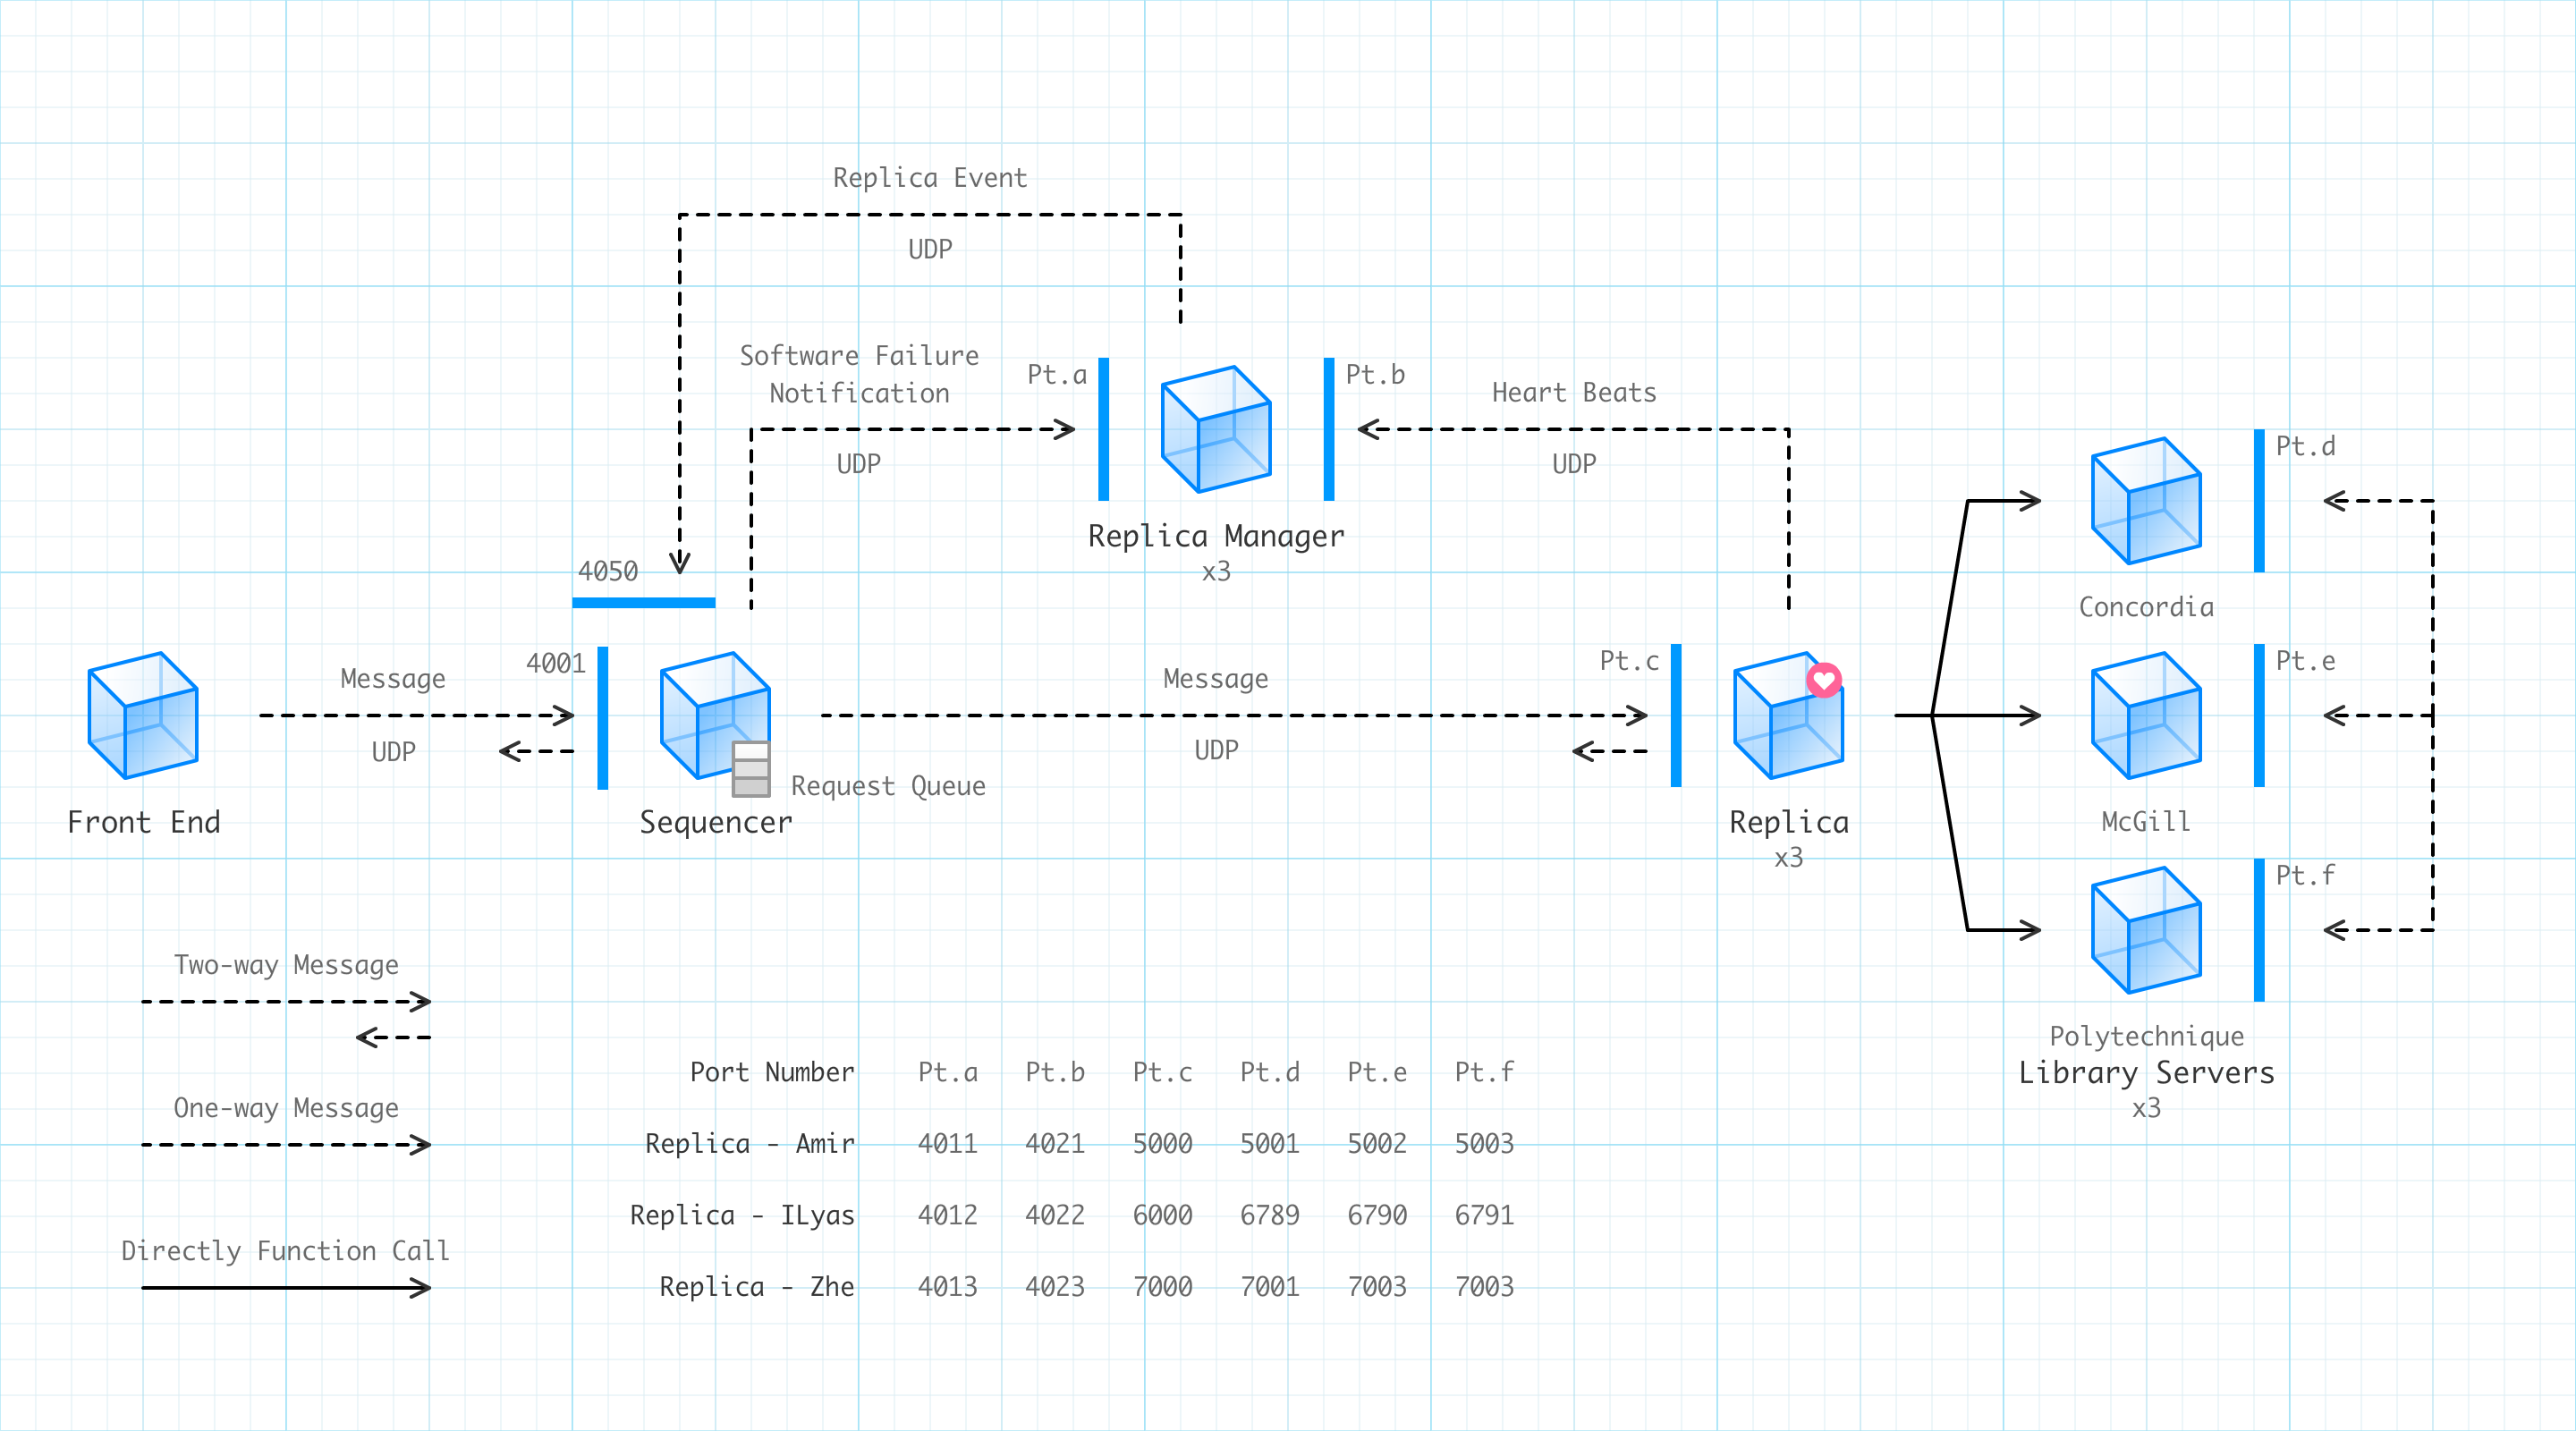 Replica Event
UDP
Software Failure
Notification
UDP
Pt.a
Pt.b
Heart Beats
UDP
Replica Manager
x3
4050
4001
Message
UDP
Front End
Sequencer
Request Queue
Message
UDP
Pt.c
Replica
x3
Pt.d
Concordia
Pt.e
McGill
Pt.f
Polytechnique
Library Servers
x3
Two-way Message
One-way Message
Directly Function Call
Port Number Pt.a Pt.b Pt.c Pt.d Pt.e Pt.f
Replica - Amir 4011 4021 5000 5001 5002 5003
Replica - ILyas 4012 4022 6000 6789 6790 6791
Replica - Zhe 4013 4023 7000 7001 7003 7003